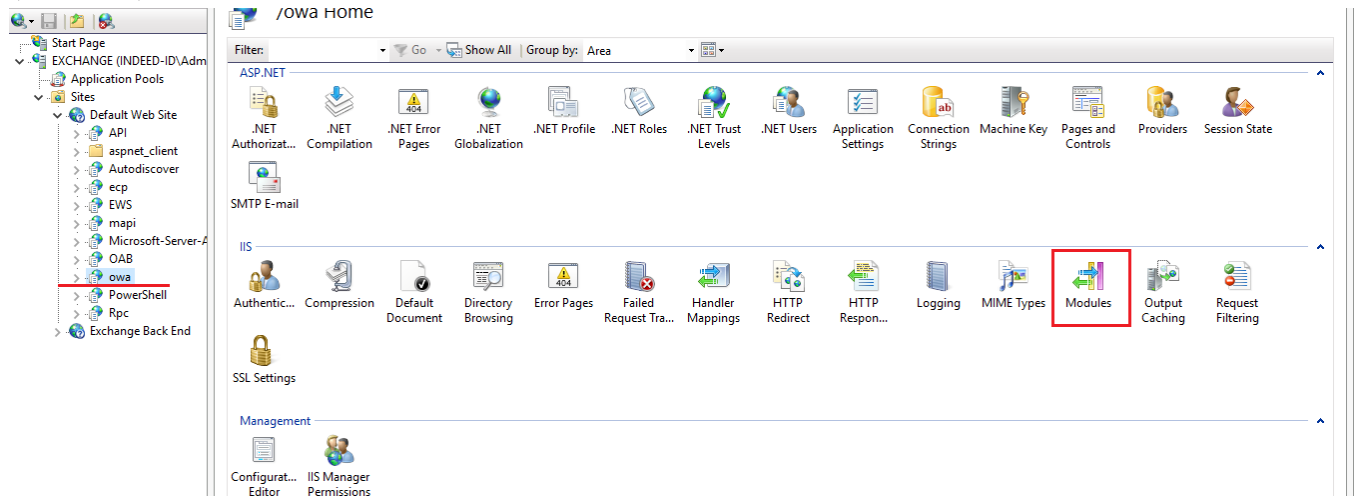 /owa Home
Start Page
EXCHANGE (INDEED-ID\Adm
Application Pools
Sites
Default Web Site
API
aspnet_client
Autodiscover
ecp
EWS
mapi
Microsoft-Server-A
OAB
owa
PowerShell
Rpc
Exchange Back End
Filter: Go Show All Group by: Area
ASP.NET
.NET Authorizat...
.NET Compilation
.NET Error Pages
404
.NET Globalization
.NET Profile
.NET Roles
.NET Trust Levels
.NET Users
Application Settings
ab
Connection Strings
Machine Key
Pages and Controls
Providers
Session State
SMTP E-mail
IIS
Authentic...
Compression
Default Document
Directory Browsing
404
Error Pages
Failed Request Tra...
Handler Mappings
HTTP Redirect
HTTP Respon...
Logging
MIME Types
Modules
Output Caching
Request Filtering
SSL Settings
Management
Configurat... Editor
IIS Manager Permissions